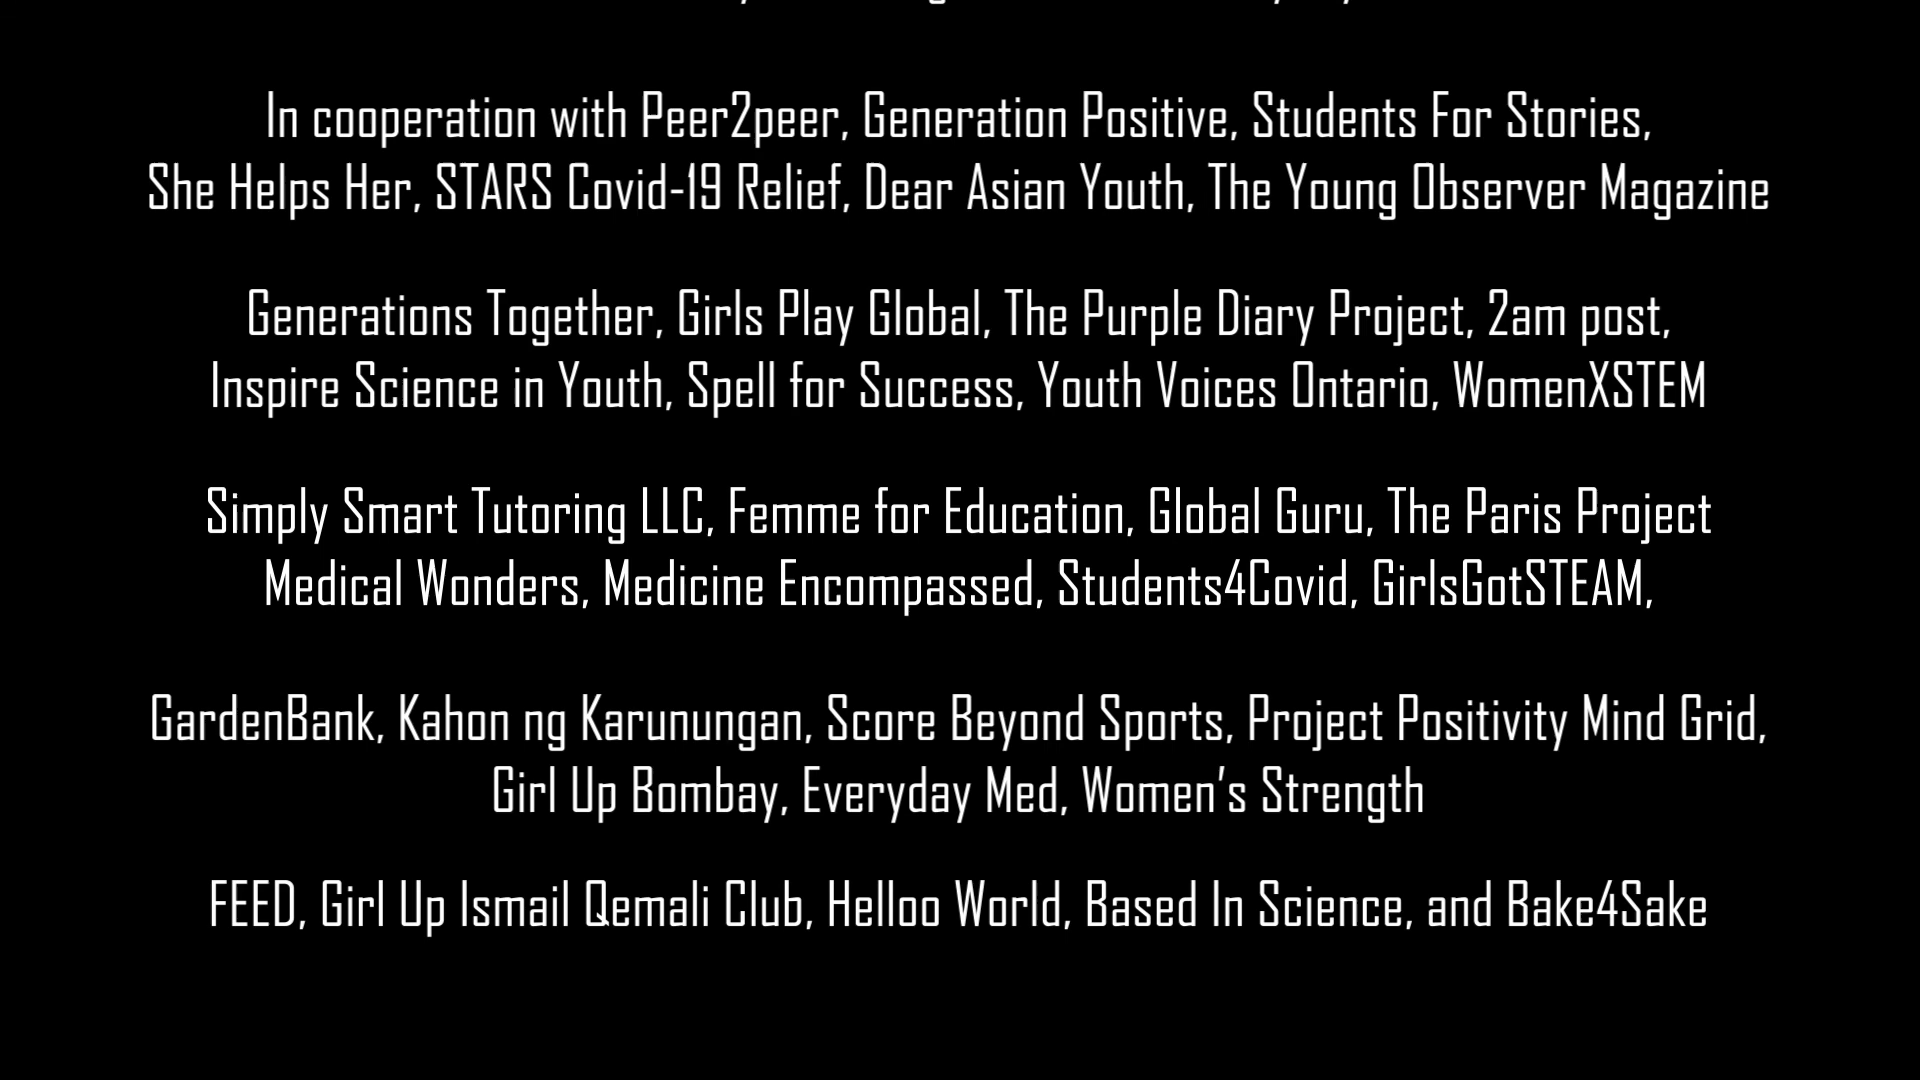 In cooperation with Peer2peer, Generation Positive, Students For Stories,
She Helps Her, STARS Covid-19 Relief, Dear Asian Youth, The Young Observer Magazine
Generations Together, Girls Play Global, The Purple Diary Project, 2am post,
Inspire Science in Youth, Spell for Success, Youth Voices Ontario, WomenXSTEM
Simply Smart Tutoring LLC, Femme for Education, Global Guru, The Paris Project
Medical Wonders, Medicine Encompassed, Students4Covid, GirlsGotSTEAM,
GardenBank, Kahon ng Karunungan, Score Beyond Sports, Project Positivity Mind Grid,
Girl Up Bombay, Everyday Med, Women's Strength
FEED, Girl Up Ismail Qemali Club, Helloo World, Based In Science, and Bake4Sake